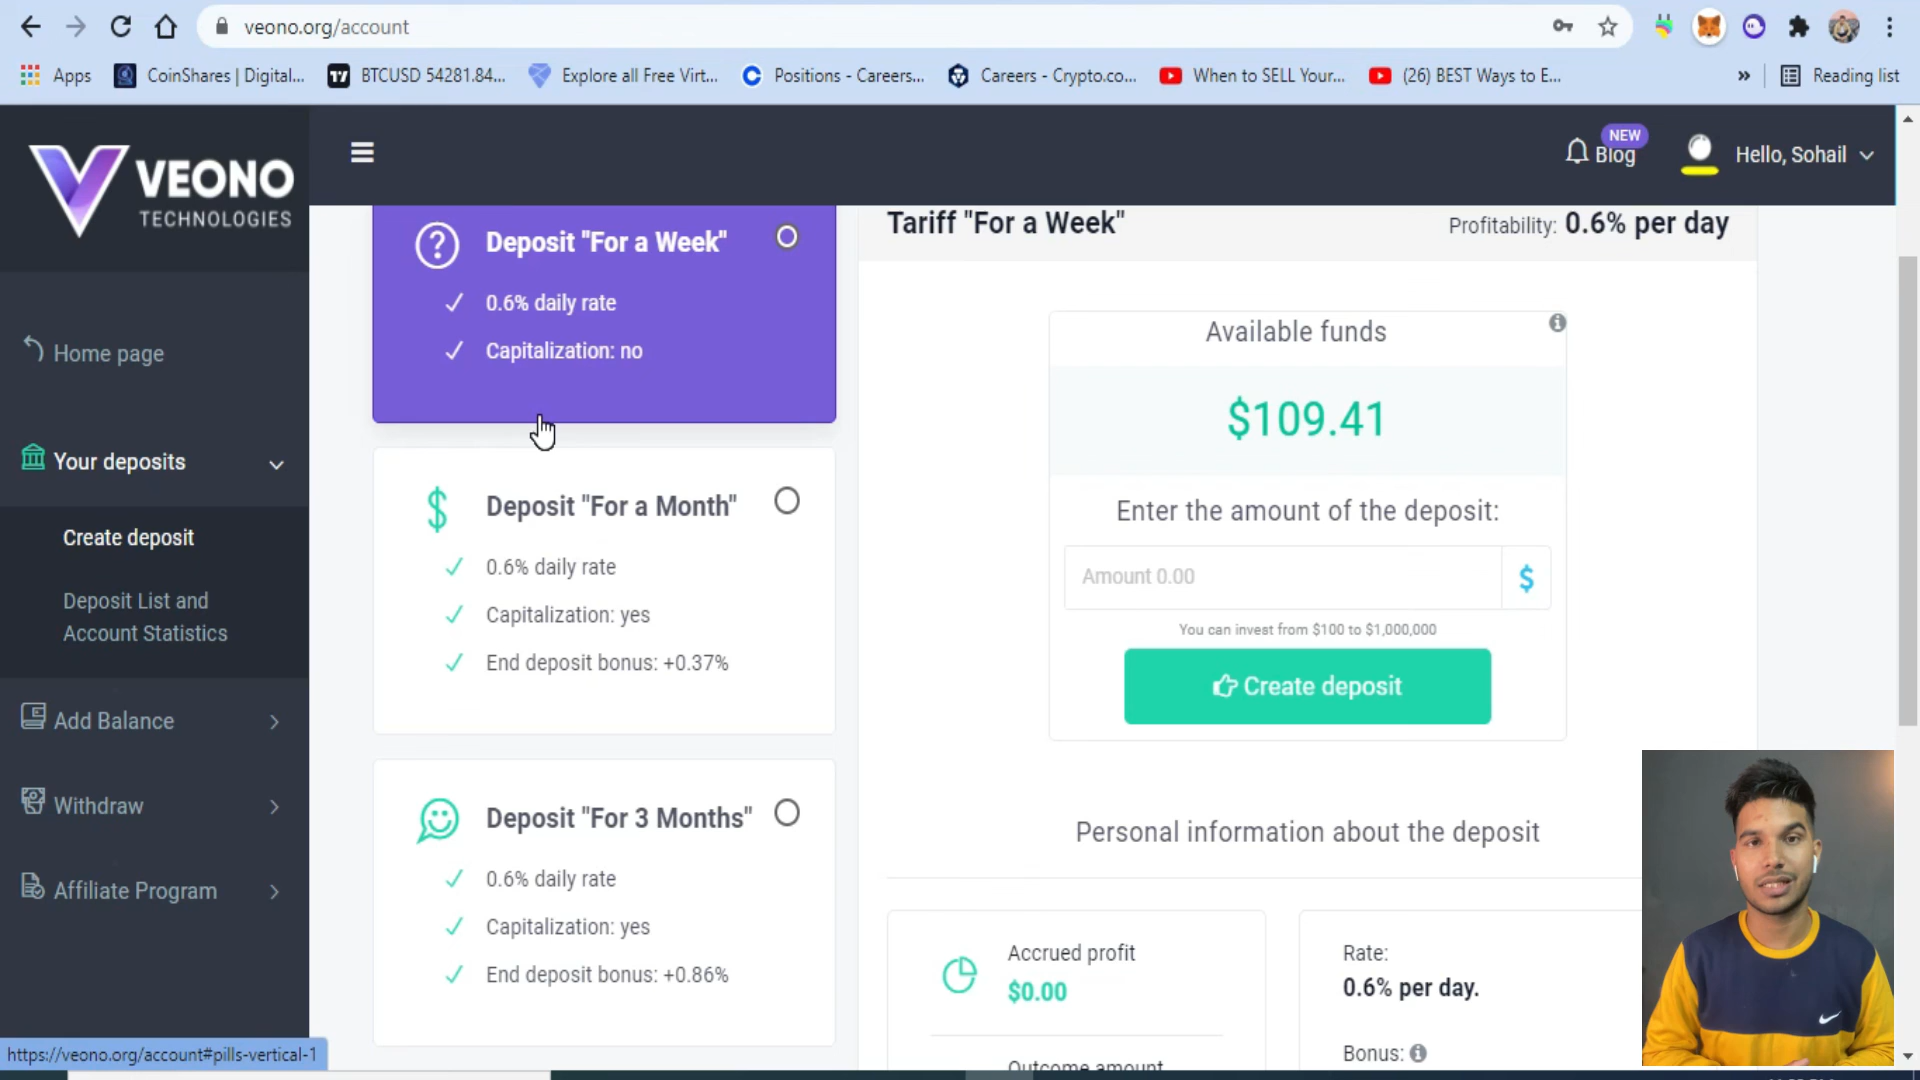 veono.org/account
Apps
CoinShares | Digital...
BTCUSD 54281.84...
Explore all Free Virt...
Positions - Careers...
Careers - Crypto.co...
When to SELL Your...
(26) BEST Ways to E...
»
Reading list
VEONO
TECHNOLOGIES
NEW
Blog
Hello, Sohail
Home page
Your deposits
Create deposit
Deposit List and
Account Statistics
Add Balance
Withdraw
Affiliate Program
Deposit "For a Week"
0.6% daily rate
Capitalization: no
Deposit "For a Month"
0.6% daily rate
Capitalization: yes
End deposit bonus: +0.37%
Deposit "For 3 Months"
0.6% daily rate
Capitalization: yes
End deposit bonus: +0.86%
Tariff "For a Week"
Profitability: 0.6% per day
Available funds
$109.41
Enter the amount of the deposit:
Amount 0.00
$
You can invest from $100 to $1,000,000
Create deposit
Personal information about the deposit
Accrued profit
$0.00
Outcome amount
Rate:
0.6% per day.
Bonus:
https://veono.org/account#pills-vertical-1